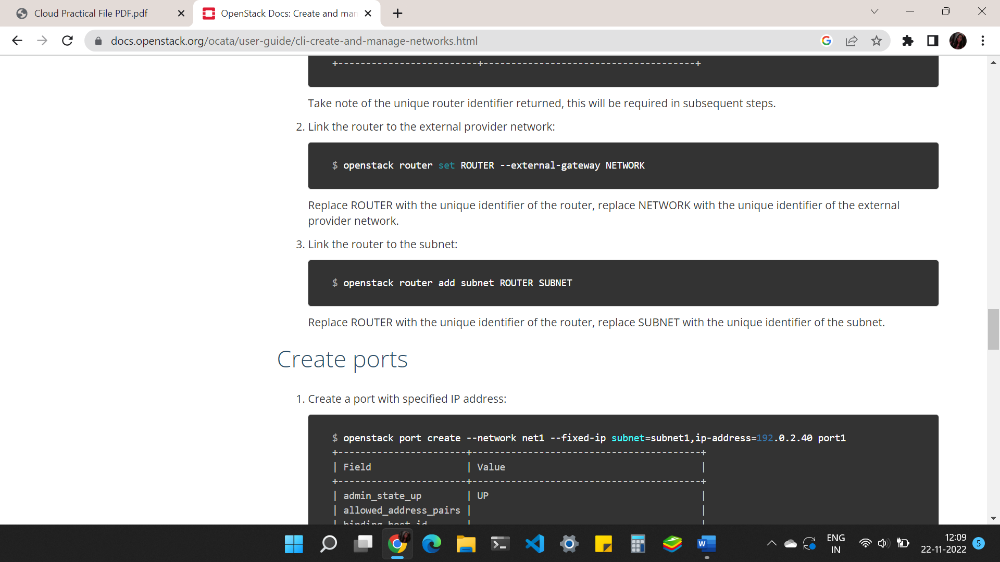 Cloud Practical File PDF.pdf
OpenStack Docs: Create and man
docs.openstack.org/ocata/user-guide/cli-create-and-manage-networks.html
+-------------------------+--------------------------------------+
Take note of the unique router identifier returned, this will be required in subsequent steps.
2. Link the router to the external provider network:
$ openstack router set ROUTER --external-gateway NETWORK
Replace ROUTER with the unique identifier of the router, replace NETWORK with the unique identifier of the external
provider network.
3. Link the router to the subnet:
$ openstack router add subnet ROUTER SUBNET
Replace ROUTER with the unique identifier of the router, replace SUBNET with the unique identifier of the subnet.
Create ports
1. Create a port with specified IP address:
$ openstack port create --network net1 --fixed-ip subnet=subnet1,ip-address=192.0.2.40 port1
+-----------------------+-----------------------------------------+
| Field                 | Value                                   |
+-----------------------+-----------------------------------------+
| admin_state_up        | UP                                      |
| allowed_address_pairs |                                         |
| binding_host_id       |                                         |
W
ENG
IN
12:09
22-11-2022
5